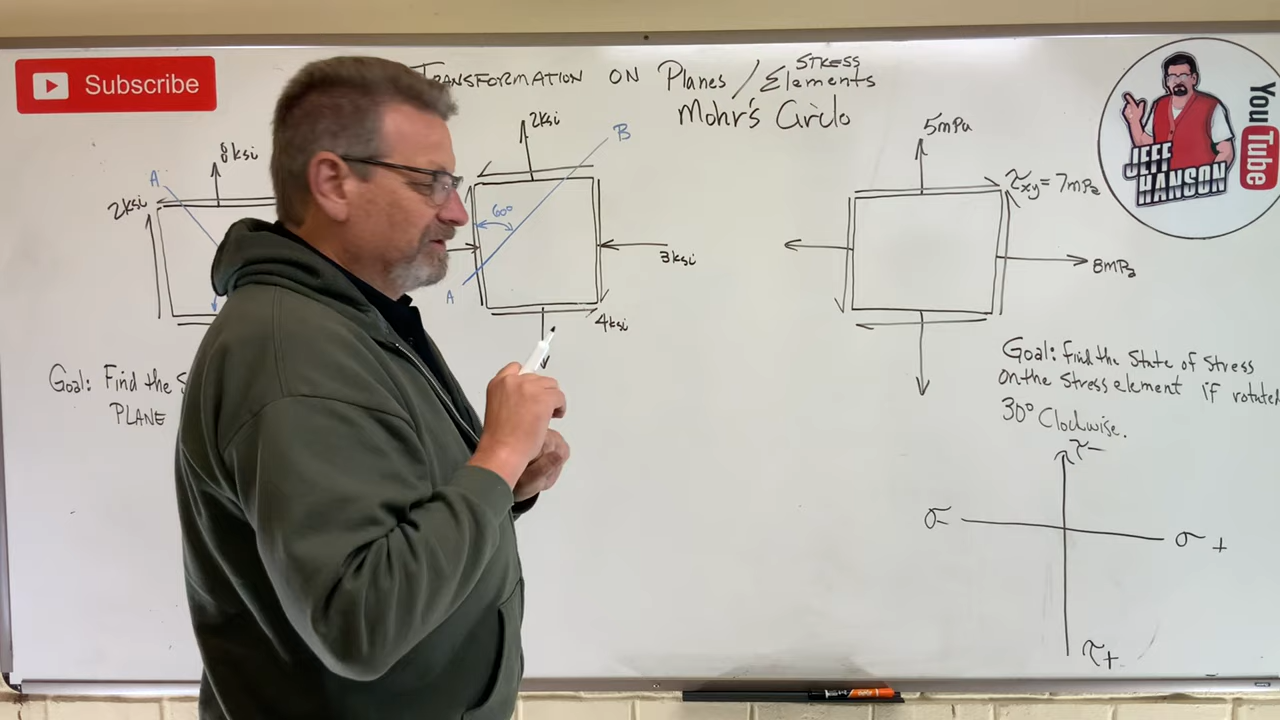 Subscribe
TRANSFORMATION ON Planes / STRESS Elements
Mohr's Circle
YouTube
JEFF
HANSON
8ksi
A
2ksi
2ksi
B
60°
A
3ksi
4ksi
5mPa
τxy = 7mPa
8mPa
Goal: Find the S
PLANE
Goal: find the State of Stress
on the Stress element if rotated
30° Clockwise.
τ-
σ-
σ+
τ+